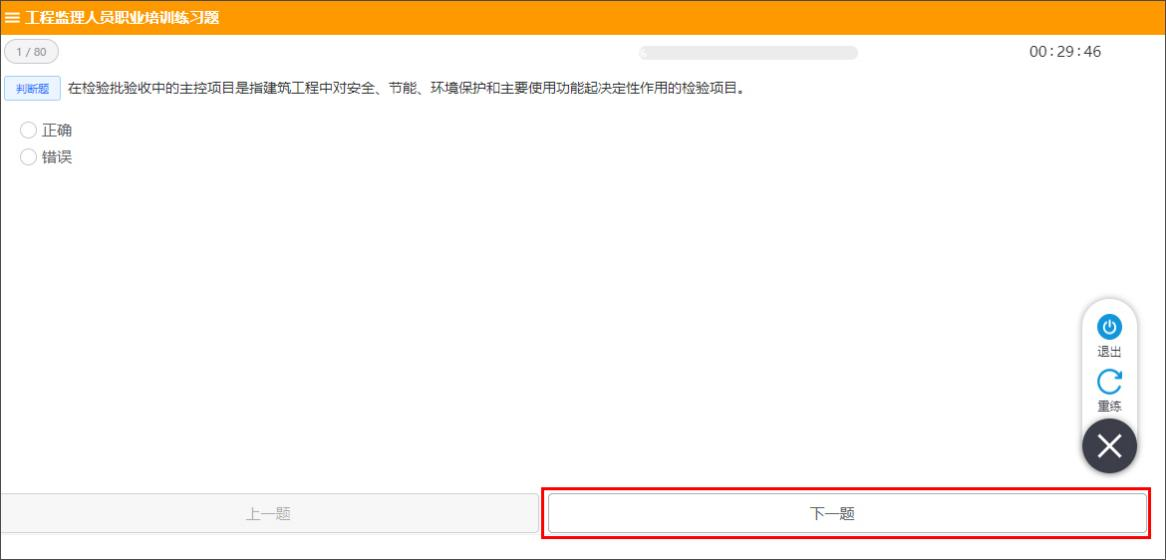 工程监理人员职业培训练习题
1 / 80
00:29:46
判断题 在检验批验收中的主控项目是指建筑工程中对安全、节能、环境保护和主要使用功能起决定性作用的检验项目。
正确
错误
退出
重练
上一题
下一题